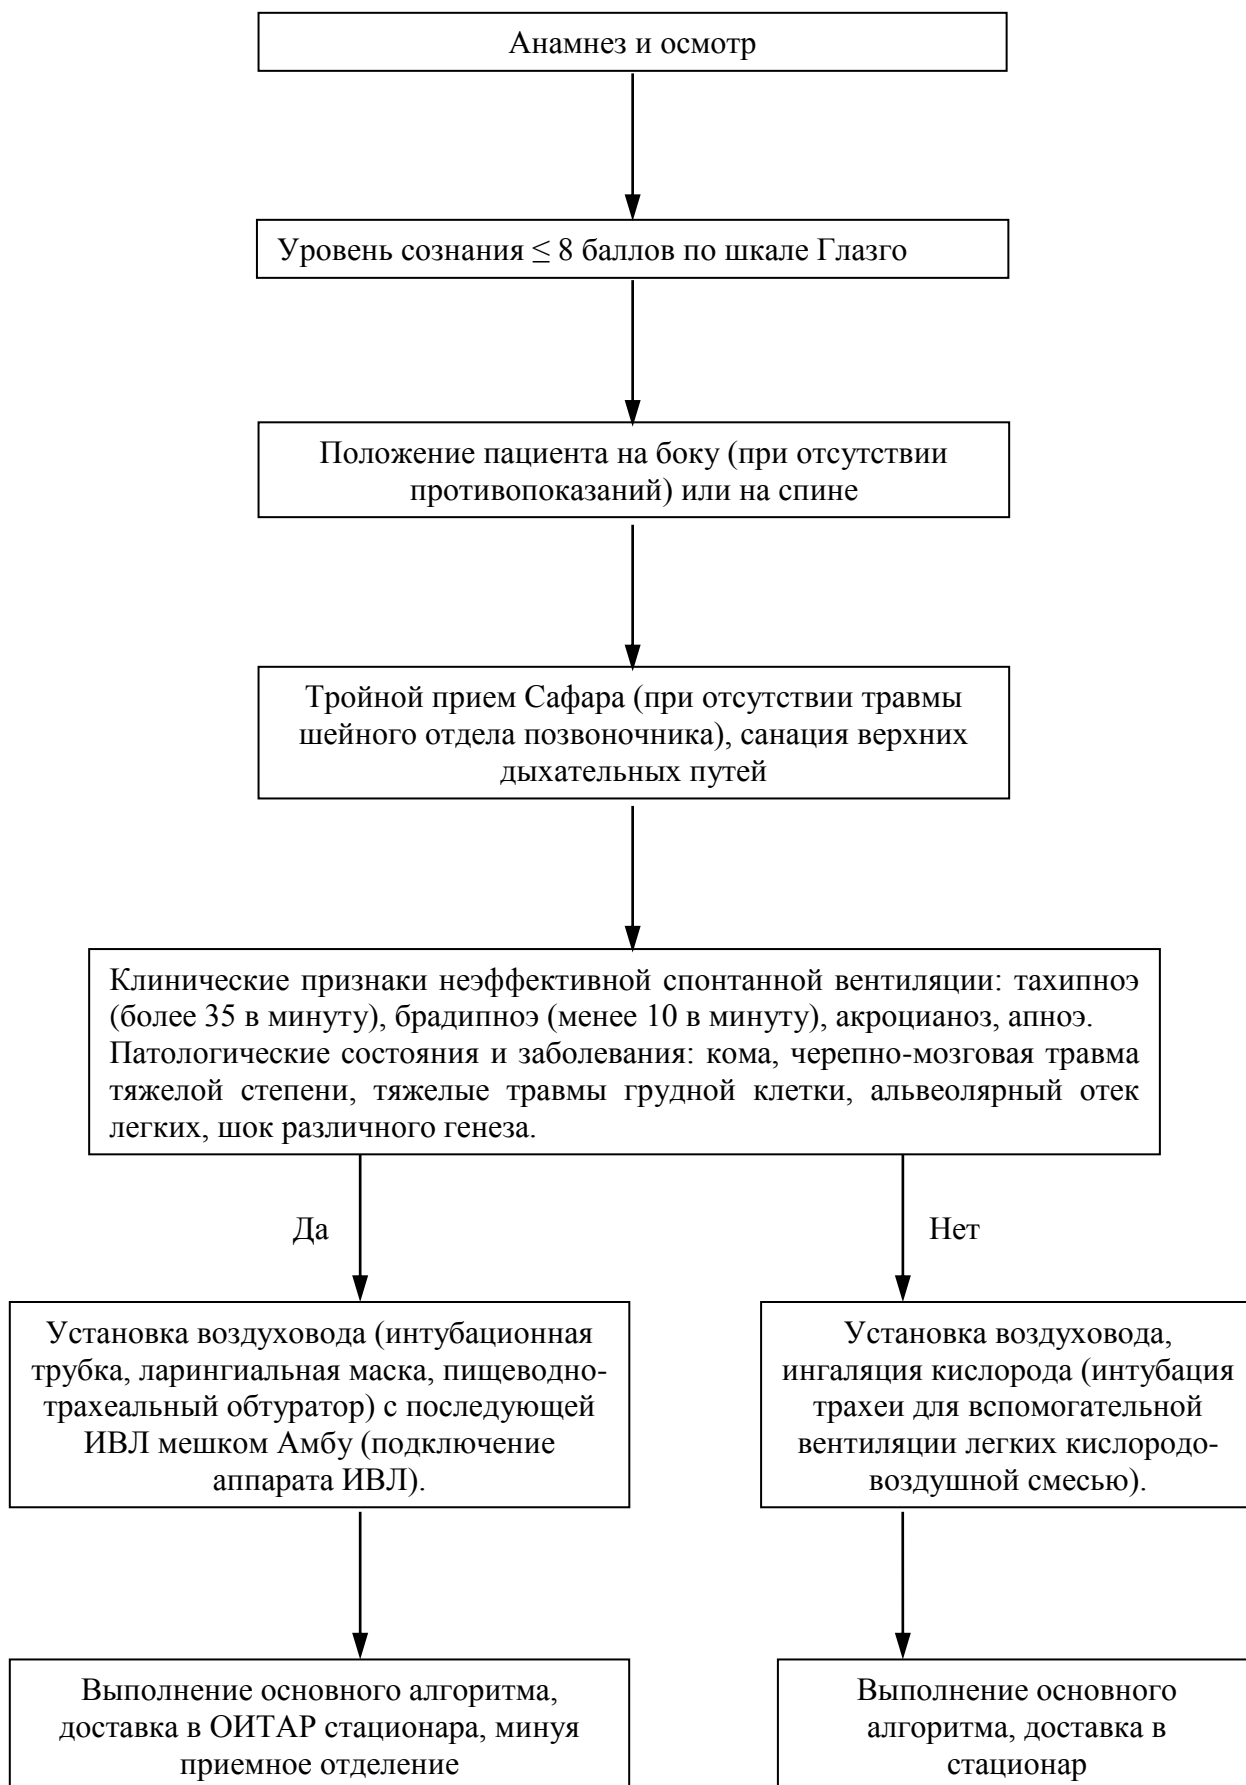 Анамнез и осмотр
Уровень сознания ≤ 8 баллов по шкале Глазго
Положение пациента на боку (при отсутствии
противопоказаний) или на спине
Тройной прием Сафара (при отсутствии травмы
шейного отдела позвоночника), санация верхних
дыхательных путей
Клинические признаки неэффективной спонтанной вентиляции: тахипноэ
(более 35 в минуту), брадипноэ (менее 10 в минуту), акроцианоз, апноэ.
Патологические состояния и заболевания: кома, черепно-мозговая травма
тяжелой степени, тяжелые травмы грудной клетки, альвеолярный отек
легких, шок различного генеза.
Да
Нет
Установка воздуховода (интубационная
трубка, ларингиальная маска, пищеводно-
трахеальный обтуратор) с последующей
ИВЛ мешком Амбу (подключение
аппарата ИВЛ).
Установка воздуховода,
ингаляция кислорода (интубация
трахеи для вспомогательной
вентиляции легких кислородо-
воздушной смесью).
Выполнение основного алгоритма,
доставка в ОИТАР стационара, минуя
приемное отделение
Выполнение основного
алгоритма, доставка в
стационар